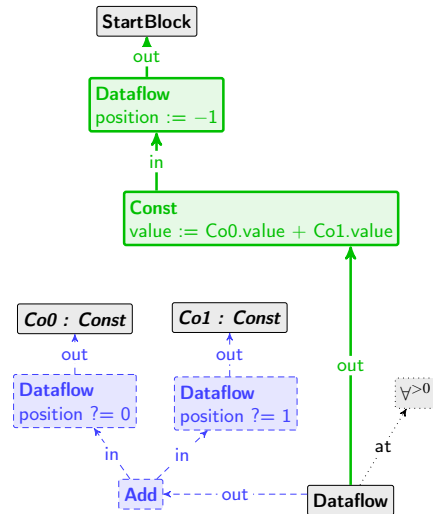 StartBlock
out
Dataflow
position := −1
in
Const
value := Co0.value + Co1.value
Co0 : Const
Co1 : Const
out
out
out
Dataflow
position ?= 0
Dataflow
position ?= 1
∀>0
at
in
in
Add
out
Dataflow